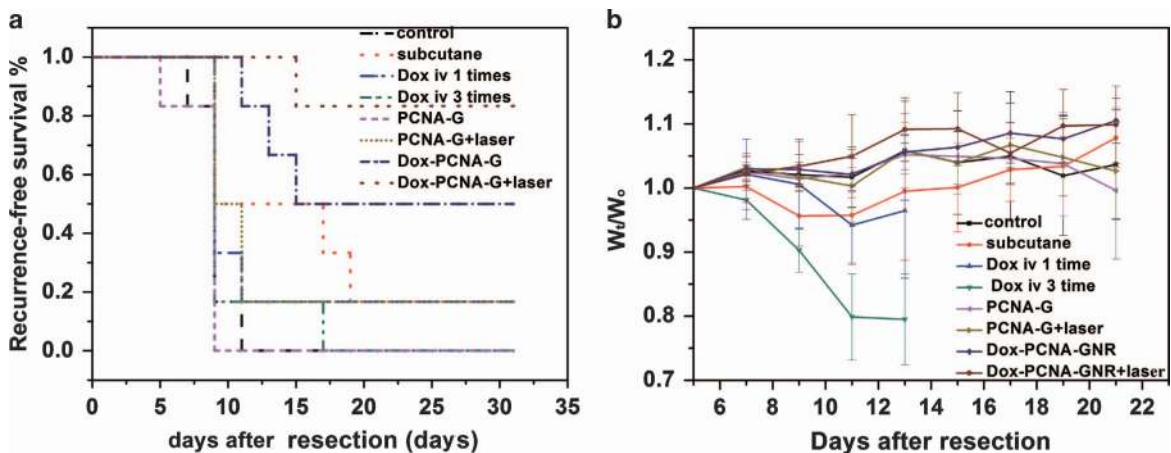 a
Recurrence-free survival %
1.0
0.8
0.6
0.4
0.2
0.0
control
subcutane
Dox iv 1 times
Dox iv 3 times
PCNA-G
PCNA-G+laser
Dox-PCNA-G
Dox-PCNA-G+laser
0 5 10 15 20 25 30 35
days after resection (days)
b
Wₜ/Wₒ
1.2
1.1
1.0
0.9
0.8
0.7
control
subcutane
Dox iv 1 time
Dox iv 3 time
PCNA-G
PCNA-G+laser
Dox-PCNA-GNR
Dox-PCNA-GNR+laser
6 8 10 12 14 16 18 20 22
Days after resection